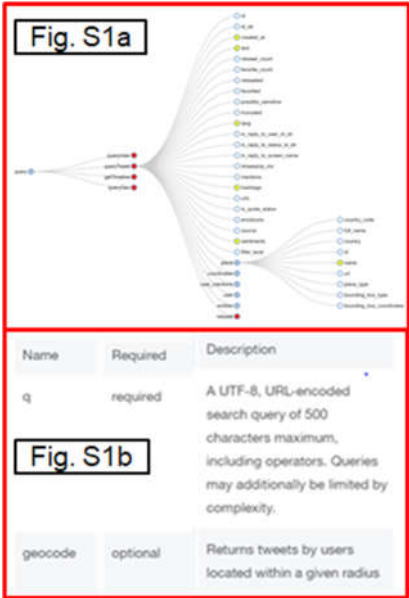 Fig. S1a
id
id_str
created_at
text
retweet_count
favorite_count
retweeted
favorited
possibly_sensitive
truncated
lang
in_reply_to_user_id_str
in_reply_to_status_id_str
in_reply_to_screen_name
timestamp_ms
mentions
hashtags
urls
is_quote_status
emoticons
source
sentiments
filter_level
query
queryUser
queryTweet
getTimeline
queryGeo
place
coordinates
user_mentions
user
entities
retweet
country_code
full_name
country
id
name
url
place_type
bounding_box_type
bounding_box_coordinates
Name Required Description
q required A UTF-8, URL-encoded
search query of 500
characters maximum,
including operators. Queries
may additionally be limited by
complexity.
Fig. S1b
geocode optional Returns tweets by users
located within a given radius